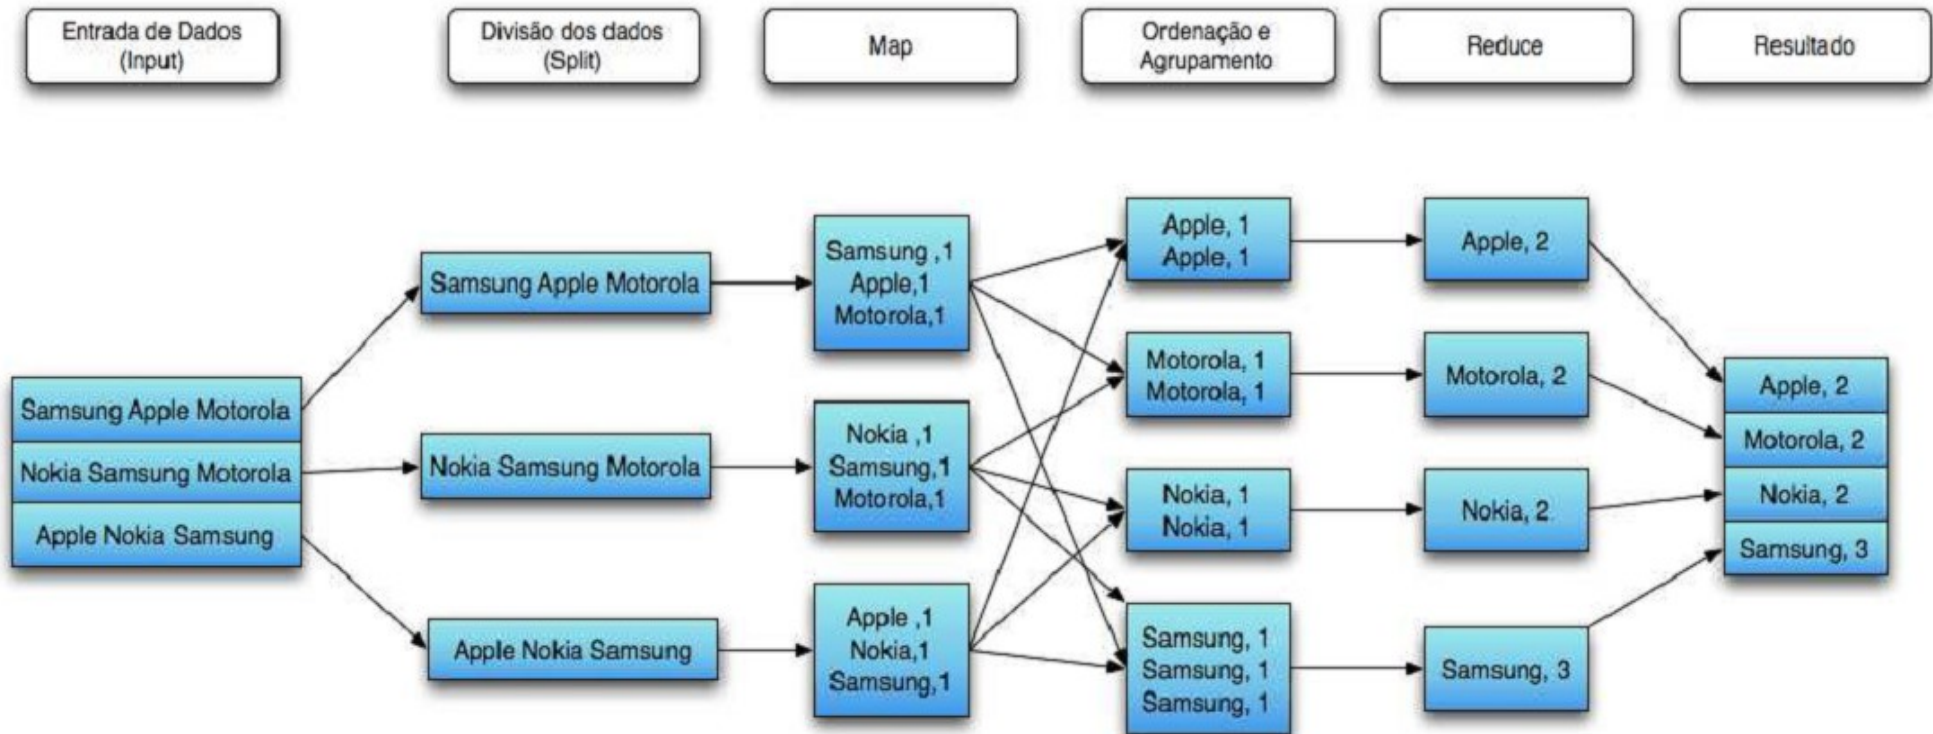 Entrada de Dados
(Input)
Divisão dos dados
(Split)
Map
Ordenação e
Agrupamento
Reduce
Resultado
Samsung Apple Motorola
Nokia Samsung Motorola
Apple Nokia Samsung
Samsung Apple Motorola
Nokia Samsung Motorola
Apple Nokia Samsung
Samsung ,1
Apple,1
Motorola,1
Nokia ,1
Samsung,1
Motorola,1
Apple ,1
Nokia,1
Samsung,1
Apple, 1
Apple, 1
Motorola, 1
Motorola, 1
Nokia, 1
Nokia, 1
Samsung, 1
Samsung, 1
Samsung, 1
Apple, 2
Motorola, 2
Nokia, 2
Samsung, 3
Apple, 2
Motorola, 2
Nokia, 2
Samsung, 3